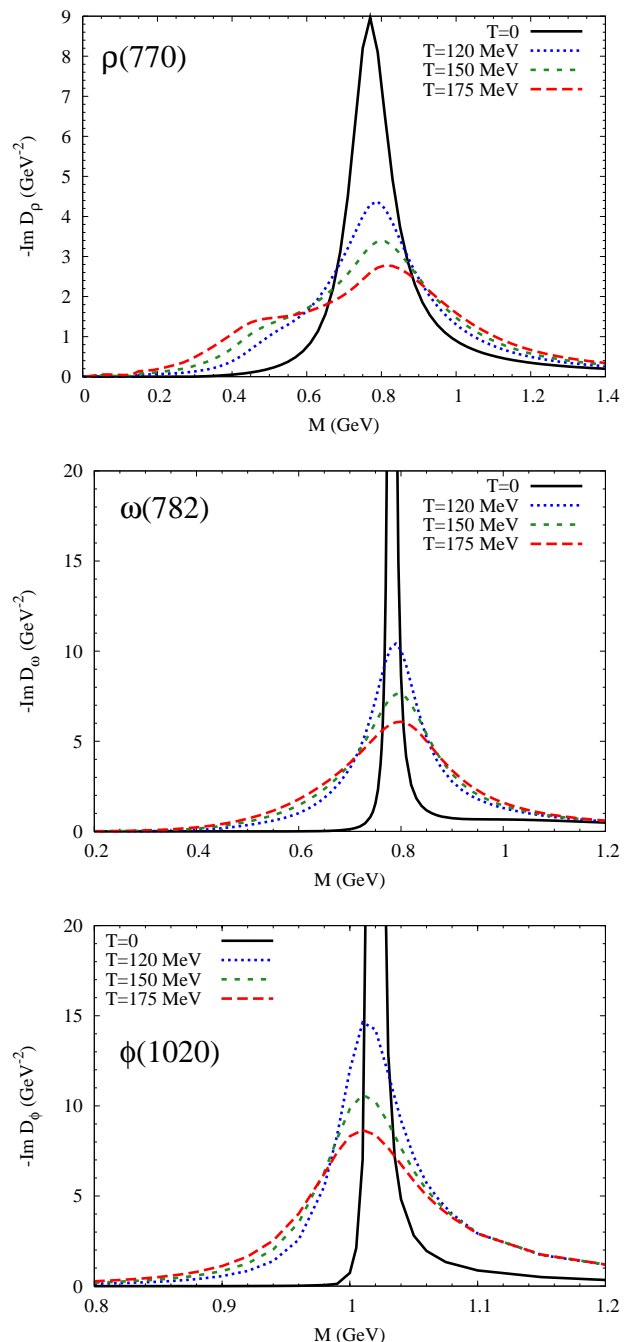 ρ(770)
T=0
T=120 MeV
T=150 MeV
T=175 MeV
-Im D_ρ (GeV^-2)
9
8
7
6
5
4
3
2
1
0
0 0.2 0.4 0.6 0.8 1 1.2 1.4
M (GeV)
ω(782)
T=0
T=120 MeV
T=150 MeV
T=175 MeV
-Im D_ω (GeV^-2)
20
15
10
5
0
0.2 0.4 0.6 0.8 1 1.2
M (GeV)
T=0
T=120 MeV
T=150 MeV
T=175 MeV
φ(1020)
-Im D_φ (GeV^-2)
20
15
10
5
0
0.8 0.9 1 1.1 1.2
M (GeV)